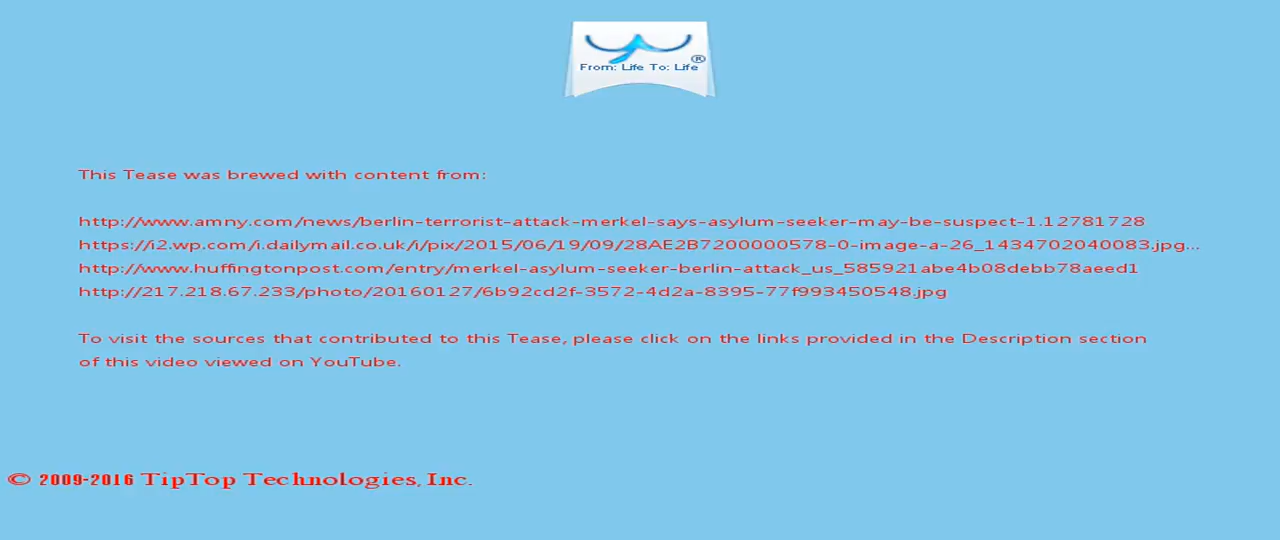 From: Life To: Life®
This Tease was brewed with content from:
http://www.amny.com/news/berlin-terrorist-attack-merkel-says-asylum-seeker-may-be-suspect-1.12781728
https://i2.wp.com/i.dailymail.co.uk/i/pix/2015/06/19/09/28AE2B7200000578-0-image-a-26_1434702040083.jpg...
http://www.huffingtonpost.com/entry/merkel-asylum-seeker-berlin-attack_us_585921abe4b08debb78aeed1
http://217.218.67.233/photo/20160127/6b92cd2f-3572-4d2a-8395-77f993450548.jpg
To visit the sources that contributed to this Tease, please click on the links provided in the Description section
of this video viewed on YouTube.
© 2009-2016 TipTop Technologies, Inc.